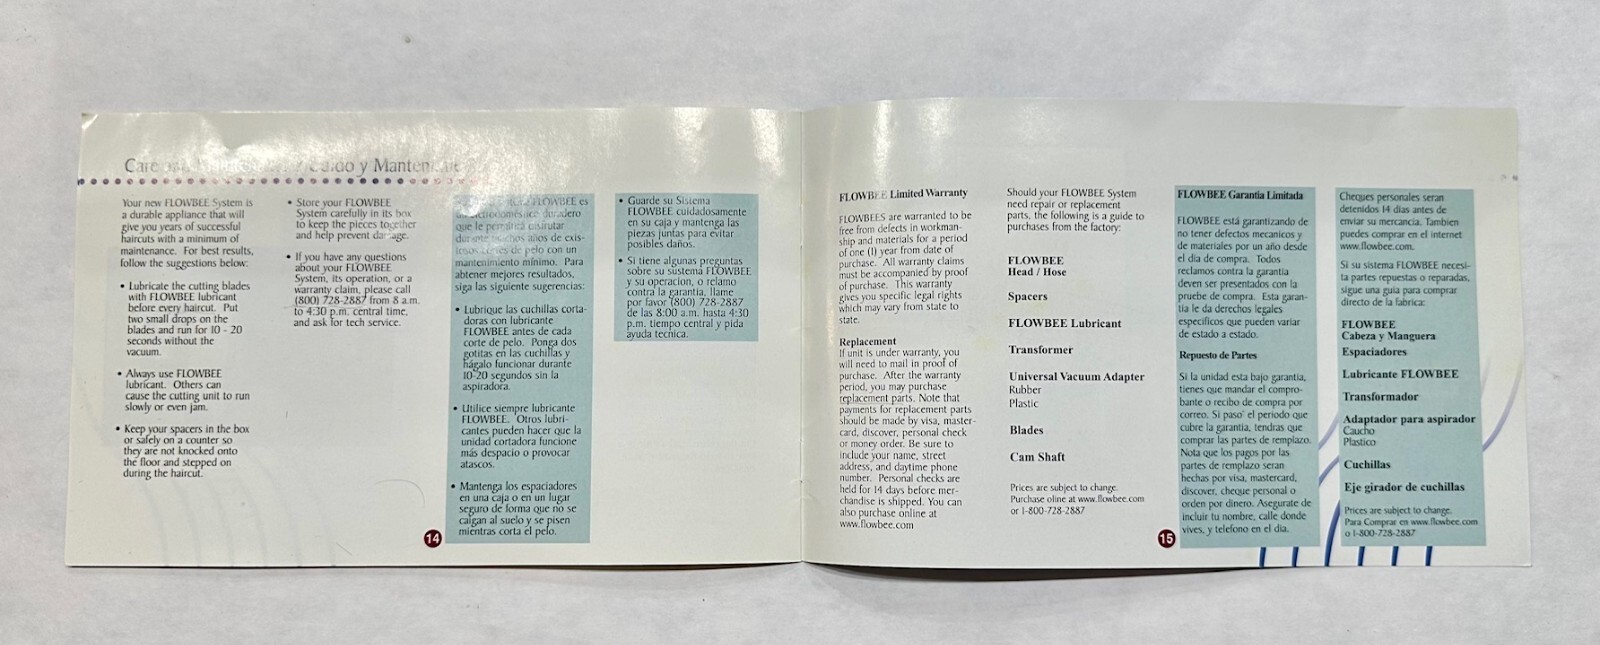 Care y Manten
Your new FLOWBEE System is
a durable appliance that will
give you years of successful
haircuts with a minimum of
maintenance. For best results,
follow the suggestions below:
• Lubricate the cutting blades
with FLOWBEE lubricant
before every haircut. Put
two small drops on the
blades and run for 10 - 20
seconds without the
vacuum.
• Always use FLOWBEE
lubricant. Others can
cause the cutting unit to run
slowly or even jam.
• Keep your spacers in the box
or safely on a counter so
they are not knocked onto
the floor and stepped on
during the haircut.
• Store your FLOWBEE
System carefully in its box
to keep the pieces together
and help prevent damage.
• If you have any questions
about your FLOWBEE
System, its operation, or a
warranty claim, please call
(800) 728-2887 from 8 a.m.
to 4:30 p.m. central time,
and ask for tech service.
FLOWBEE es
duradero
que le permitirá disfrutar
años de exis-
de pelo con un
mantenimiento mínimo. Para
abtener mejores resultados,
siga las siguiente sugerencias:
• Lubrique las cuchillas corta-
doras con lubricante
FLOWBEE antes de cada
corte de pelo. Ponga dos
gotitas en las cuchillas y
hágalo funcionar durante
10-20 segundos sin la
aspiradora.
• Utilice siempre lubricante
FLOWBEE. Otros lubri-
cantes pueden hacer que la
unidad cortadora funcione
más despacio o provocar
atascos.
• Mantenga los espaciadores
en una caja o en un lugar
seguro de forma que no se
caigan al suelo y se pisen
mientras corta el pelo.
14
• Guarde su Sistema
FLOWBEE cuidadosamente
en su caja y mantenga las
piezas juntas para evitar
posibles daños.
• Si tiene algunas preguntas
sobre su sustema FLOWBEE
y su operacion, o relamo
contra la garantía, llame
por favor (800) 728-2887
de las 8:00 a.m. hasta 4:30
p.m. tiempo central y pida
ayuda tecnica.
FLOWBEE Limited Warranty
FLOWBEES are warranted to be
free from defects in workman-
ship and materials for a period
of one (1) year from date of
purchase. All warranty claims
must be accompanied by proof
of purchase. This warranty
gives you specific legal rights
which may vary from state to
state.
Replacement
If unit is under warranty, you
will need to mail in proof of
purchase. After the warranty
period, you may purchase
replacement parts. Note that
payments for replacement parts
should be made by visa, master-
card, discover, personal check
or money order. Be sure to
include your name, street
address, and daytime phone
number. Personal checks are
held for 14 days before mer-
chandise is shipped. You can
also purchase online at
www.flowbee.com
Should your FLOWBEE System
need repair or replacement
parts, the following is a guide to
purchases from the factory:
FLOWBEE
Head / Hose
Spacers
FLOWBEE Lubricant
Transformer
Universal Vacuum Adapter
Rubber
Plastic
Blades
Cam Shaft
Prices are subject to change.
Purchase oline at www.flowbee.com
or 1-800-728-2887
15
FLOWBEE Garantia Limitada
FLOWBEE está garantizando de
no tener defectos mecanicos y
de materiales por un año desde
el dia de compra. Todos
reclamos contra la garantia
deven ser presentados con la
pruebe de compra. Esta garan-
tia le da derechos legales
especificos que pueden variar
de estado a estado.
Repuesto de Partes
Si la unidad esta bajo garantia,
tienes que mandar el compro-
bante o recibo de compra por
correo. Si paso' el periodo que
cubre la garantia, tendras que
comprar las partes de remplazo.
Nota que los pagos por las
partes de remplazo seran
hechas por visa, mastercard,
discover, cheque personal o
orden por dinero. Asegurate de
incluir tu nombre, calle donde
vives, y telefono en el dia.
Cheques personales seran
detenidos 14 dias antes de
enviar su mercancia. Tambien
puedes comprar en el internet
www.flowbee.com.
Si su sistema FLOWBEE necesi-
ta partes repuestas o reparadas,
sigue una guia para comprar
directo de la fabrica:
FLOWBEE
Cabeza y Manguera
Espaciadores
Lubricante FLOWBEE
Transformador
Adaptador para aspirador
Caucho
Plastico
Cuchillas
Eje girador de cuchillas
Prices are subject to change.
Para Comprar en www.flowbee.com
o 1-800-728-2887